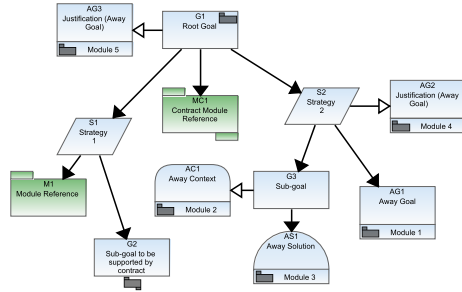 AG3
Justification (Away
Goal)
Module 5
G1
Root Goal
MC1
Contract Module
Reference
S2
Strategy
2
AG2
Justification (Away
Goal)
Module 4
S1
Strategy
1
M1
Module Reference
AC1
Away Context
Module 2
G3
Sub-goal
AG1
Away Goal
Module 1
G2
Sub-goal to be
supported by
contract
AS1
Away Solution
Module 3